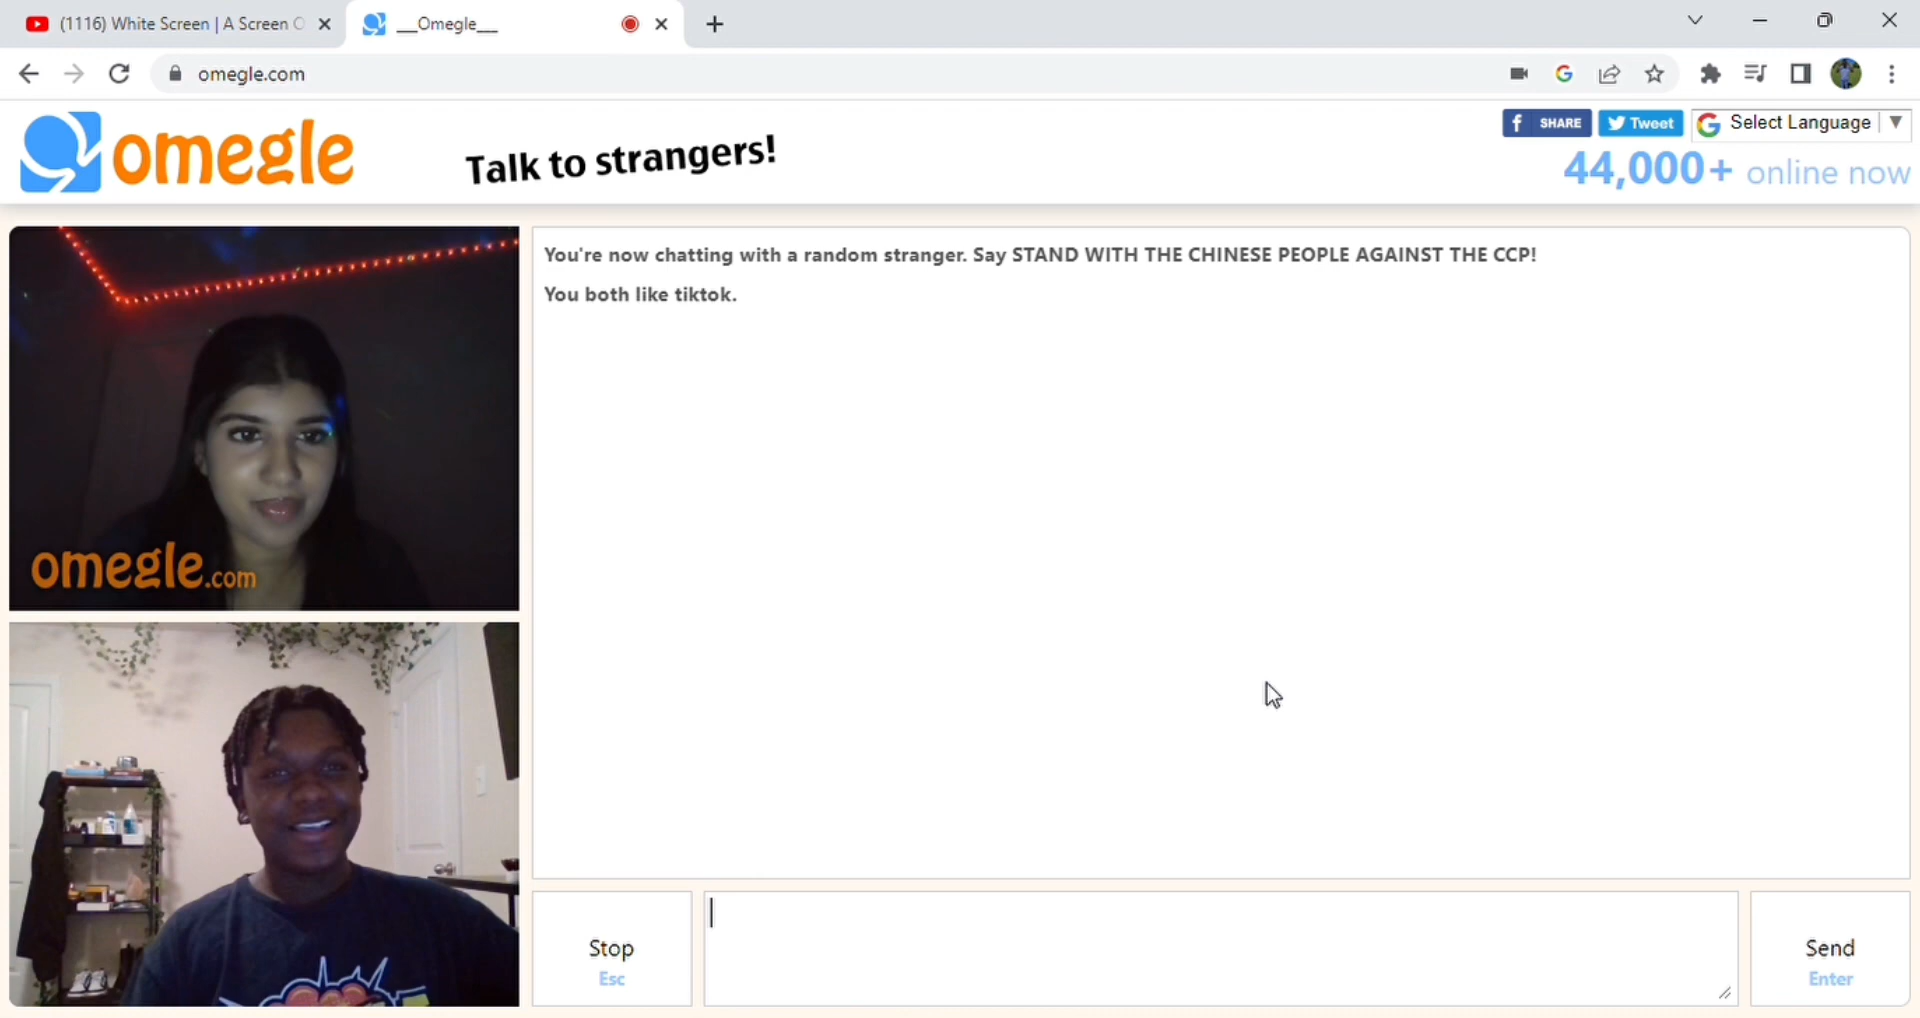 (1116) White Screen | A Screen O
__Omegle__
omegle.com
omegle
Talk to strangers!
f SHARE
Tweet
G Select Language
44,000+ online now
omegle.com
You're now chatting with a random stranger. Say STAND WITH THE CHINESE PEOPLE AGAINST THE CCP!
You both like tiktok.
Stop
Esc
Send
Enter